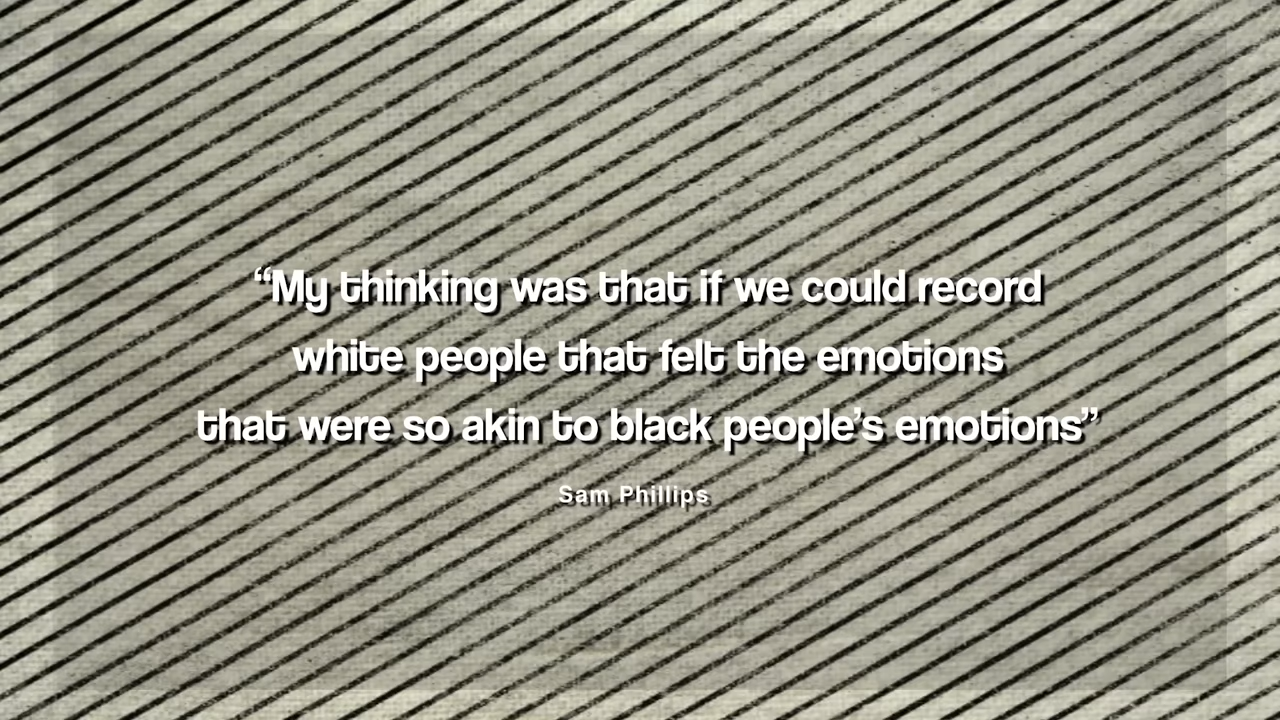 “My thinking was that if we could record
white people that felt the emotions
that were so akin to black people’s emotions”
Sam Phillips